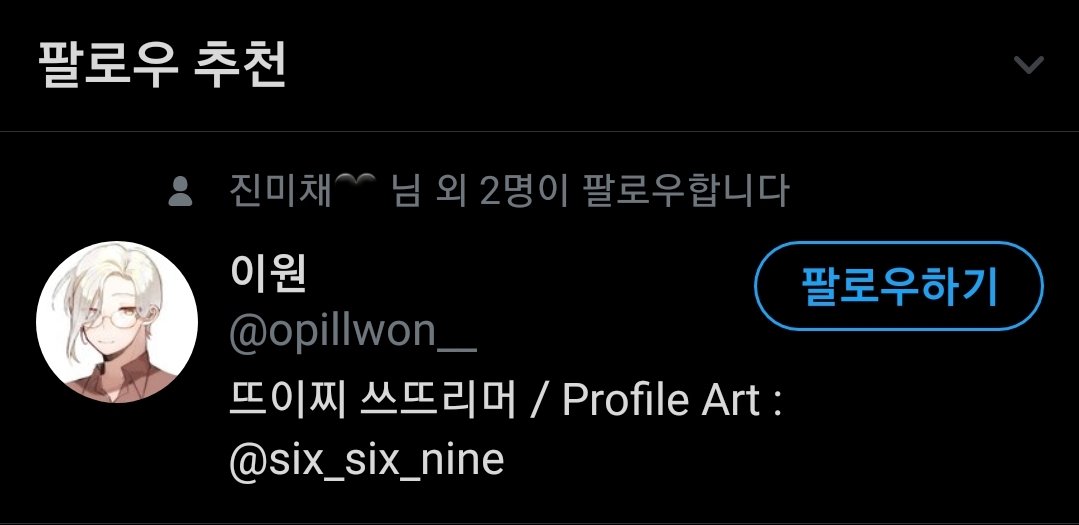 팔로우 추천
진미채🖤 님 외 2명이 팔로우합니다
이원
@opillwon__
팔로우하기
뜨이찌 쓰뜨리머 / Profile Art :
@six_six_nine